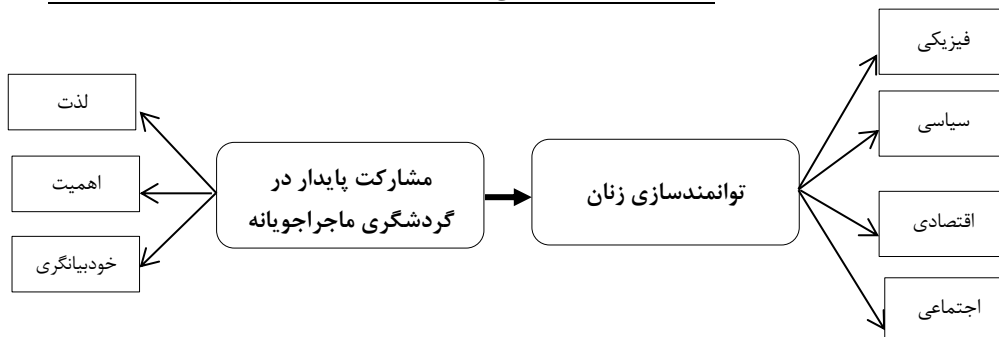 فیزیکی
سیاسی
اقتصادی
اجتماعی
توانمندسازی زنان
مشارکت پایدار در
گردشگری ماجراجویانه
لذت
اهمیت
خودبیانگری